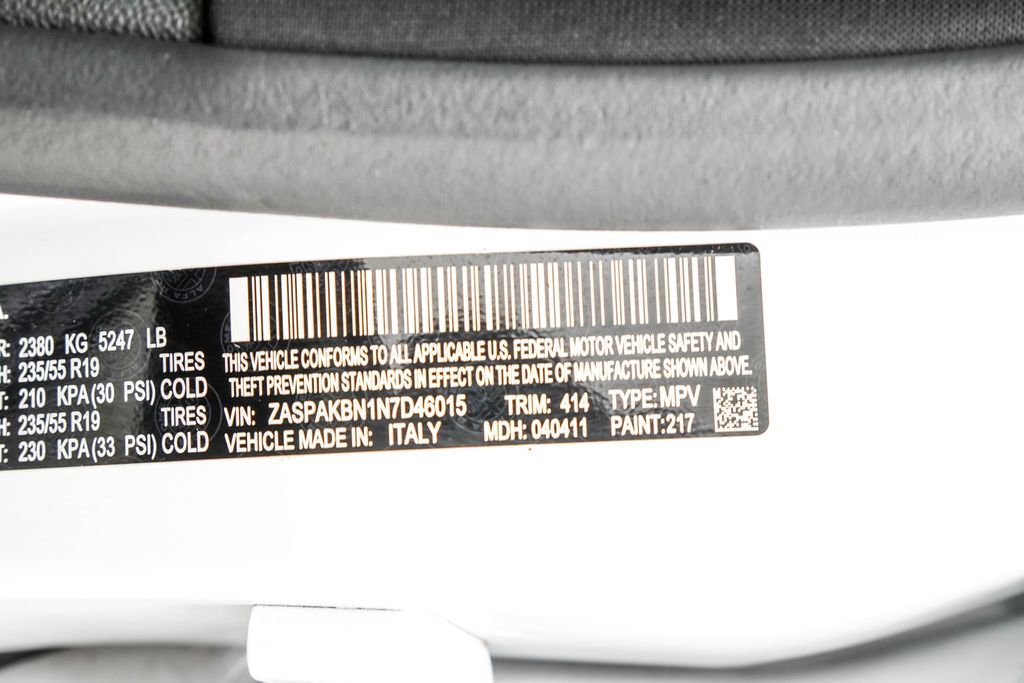 A.
R: 2380 KG 5247 LB
H: 235/55 R19 TIRES
T: 210 KPA(30 PSI) COLD
H: 235/55 R19 TIRES
T: 230 KPA(33 PSI) COLD
THIS VEHICLE CONFORMS TO ALL APPLICABLE U.S. FEDERAL MOTOR VEHICLE SAFETY AND
THEFT PREVENTION STANDARDS IN EFFECT ON THE DATE OF MANUFACTURE SHOWN ABOVE.
VIN: ZASPAKBN1N7D46015 TRIM: 414 TYPE: MPV
VEHICLE MADE IN: ITALY MDH: 040411 PAINT:217